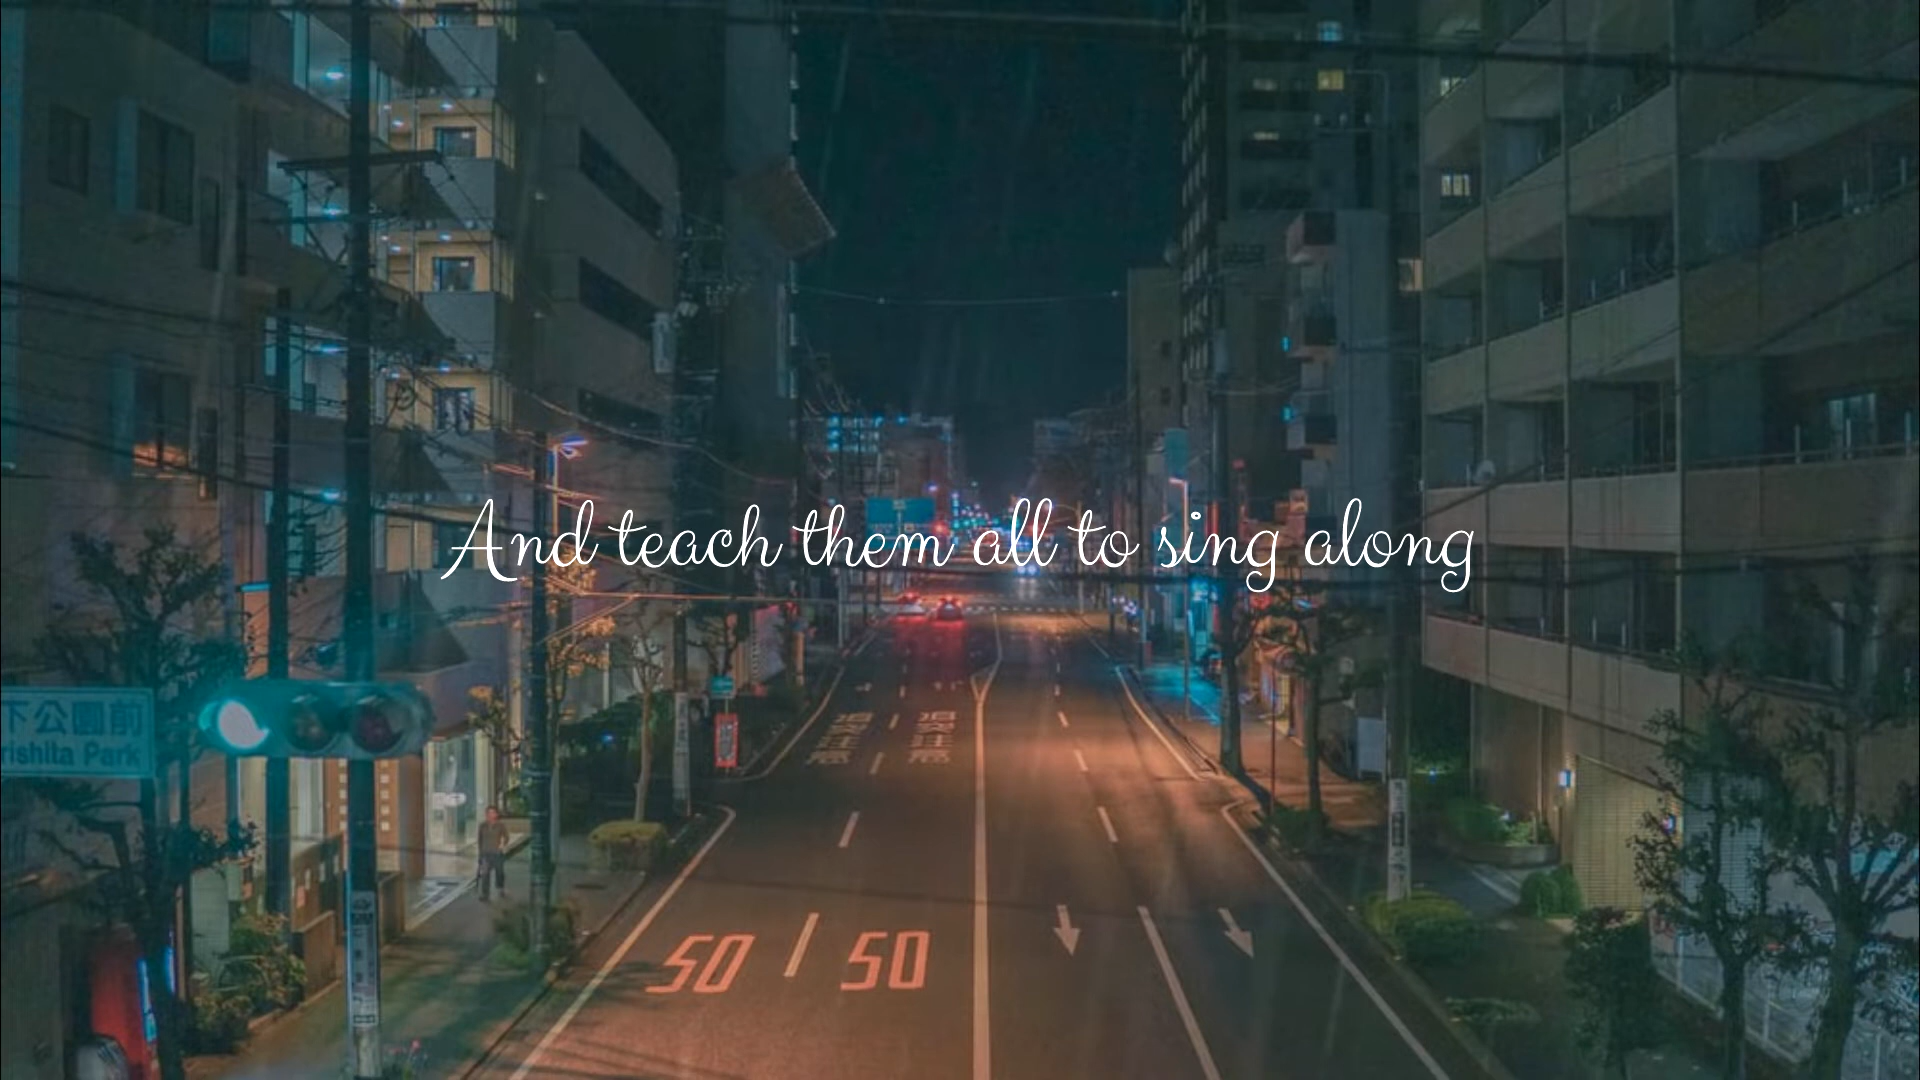 And teach them all to sing along
下公園前
rishita Park
50 50